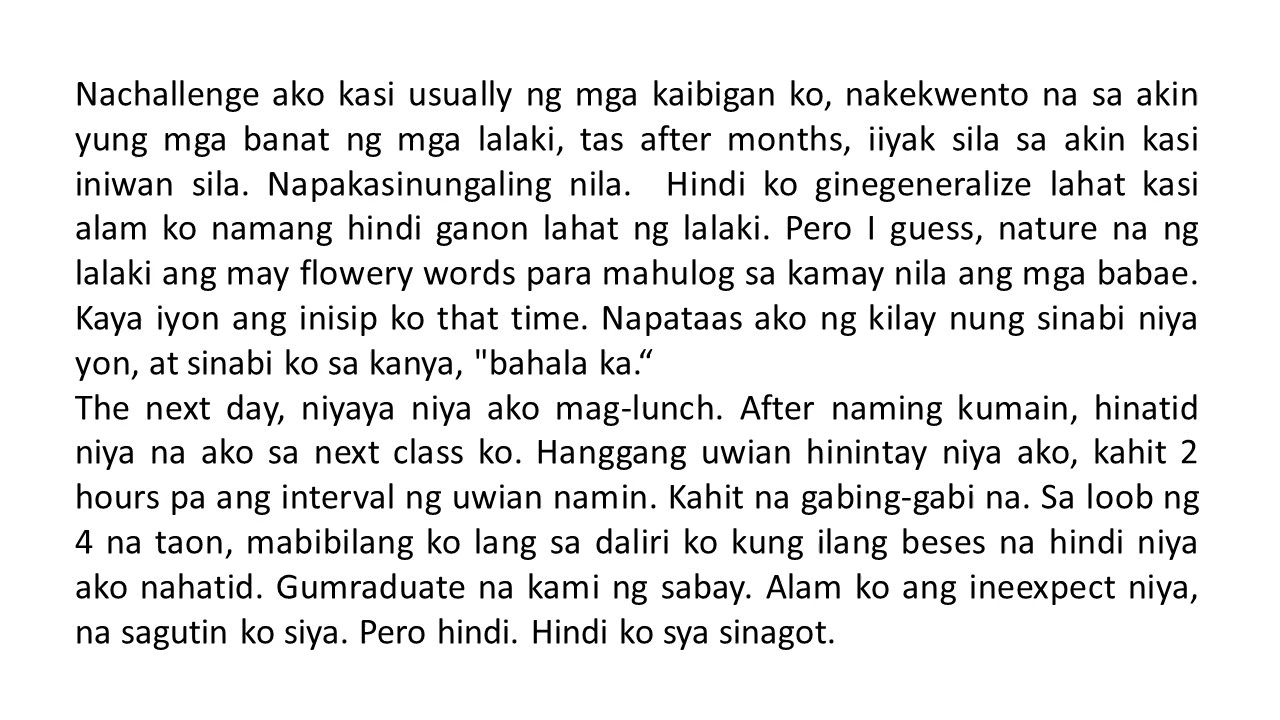 Nachallenge ako kasi usually ng mga kaibigan ko, nakekwento na sa akin
yung mga banat ng mga lalaki, tas after months, iiyak sila sa akin kasi
iniwan sila. Napakasinungaling nila.  Hindi ko ginegeneralize lahat kasi
alam ko namang hindi ganon lahat ng lalaki. Pero I guess, nature na ng
lalaki ang may flowery words para mahulog sa kamay nila ang mga babae.
Kaya iyon ang inisip ko that time. Napataas ako ng kilay nung sinabi niya
yon, at sinabi ko sa kanya, "bahala ka.“
The next day, niyaya niya ako mag-lunch. After naming kumain, hinatid
niya na ako sa next class ko. Hanggang uwian hinintay niya ako, kahit 2
hours pa ang interval ng uwian namin. Kahit na gabing-gabi na. Sa loob ng
4 na taon, mabibilang ko lang sa daliri ko kung ilang beses na hindi niya
ako nahatid. Gumraduate na kami ng sabay. Alam ko ang ineexpect niya,
na sagutin ko siya. Pero hindi. Hindi ko sya sinagot.